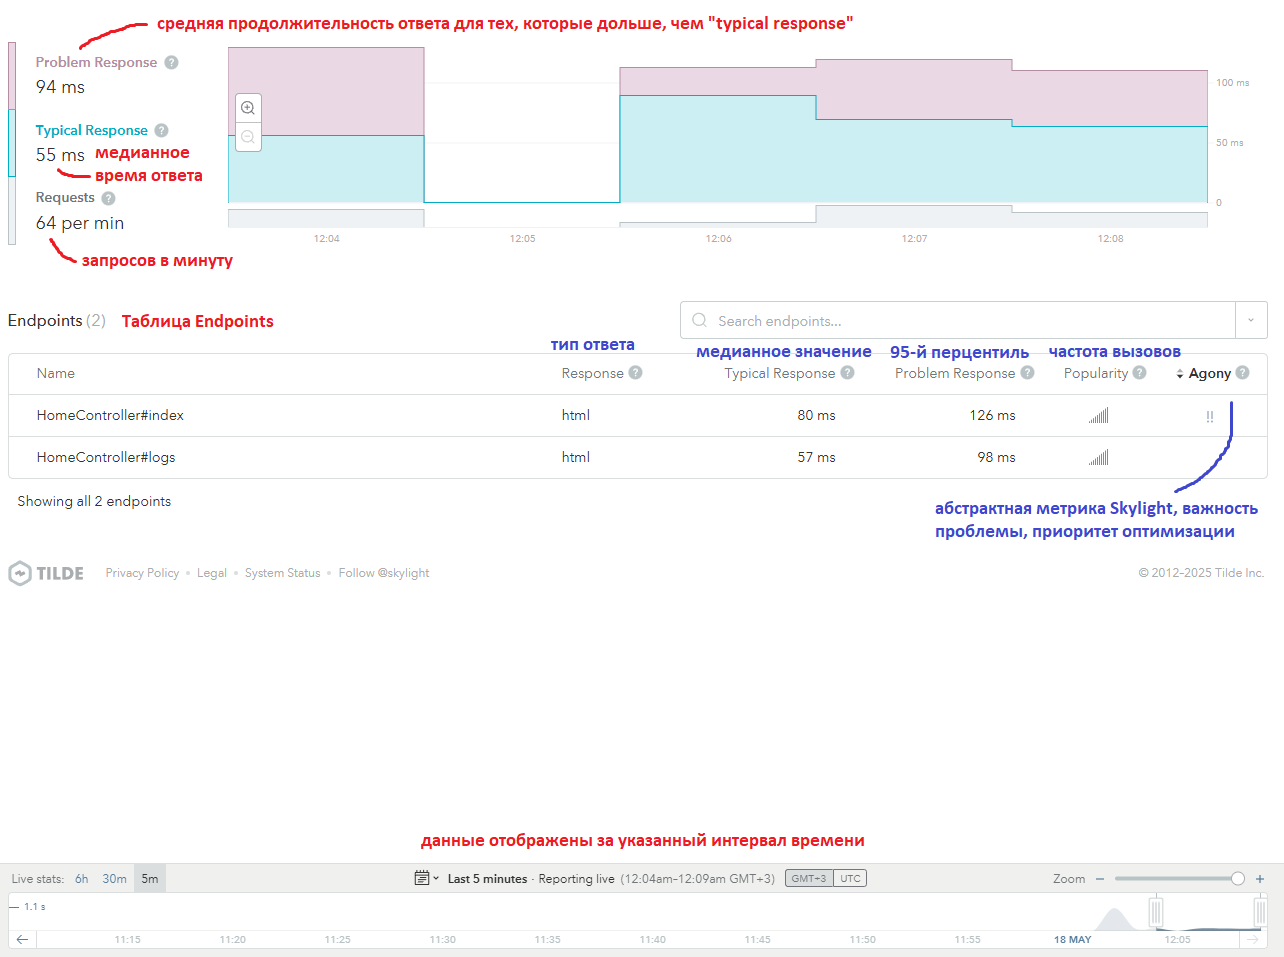 средняя продолжительность ответа для тех, которые дольше, чем "typical response"
Problem Response ?
94 ms
Typical Response ?
55 ms
медианное
время ответа
Requests ?
64 per min
запросов в минуту
100 ms
50 ms
0
12:04 12:05 12:06 12:07 12:08
Endpoints (2) Таблица Endpoints
Search endpoints...
тип ответа медианное значение 95-й перцентиль частота вызовов
Name Response ? Typical Response ? Problem Response ? Popularity ? Agony ?
HomeController#index html 80 ms 126 ms !!
HomeController#logs html 57 ms 98 ms
Showing all 2 endpoints
абстрактная метрика Skylight, важность
проблемы, приоритет оптимизации
TILDE Privacy Policy • Legal • System Status • Follow @skylight © 2012–2025 Tilde Inc.
данные отображены за указанный интервал времени
Live stats: 6h 30m 5m Last 5 minutes · Reporting live (12:04am–12:09am GMT+3) GMT+3 UTC Zoom − +
1.1 s
11:15 11:20 11:25 11:30 11:35 11:40 11:45 11:50 11:55 18 MAY 12:05